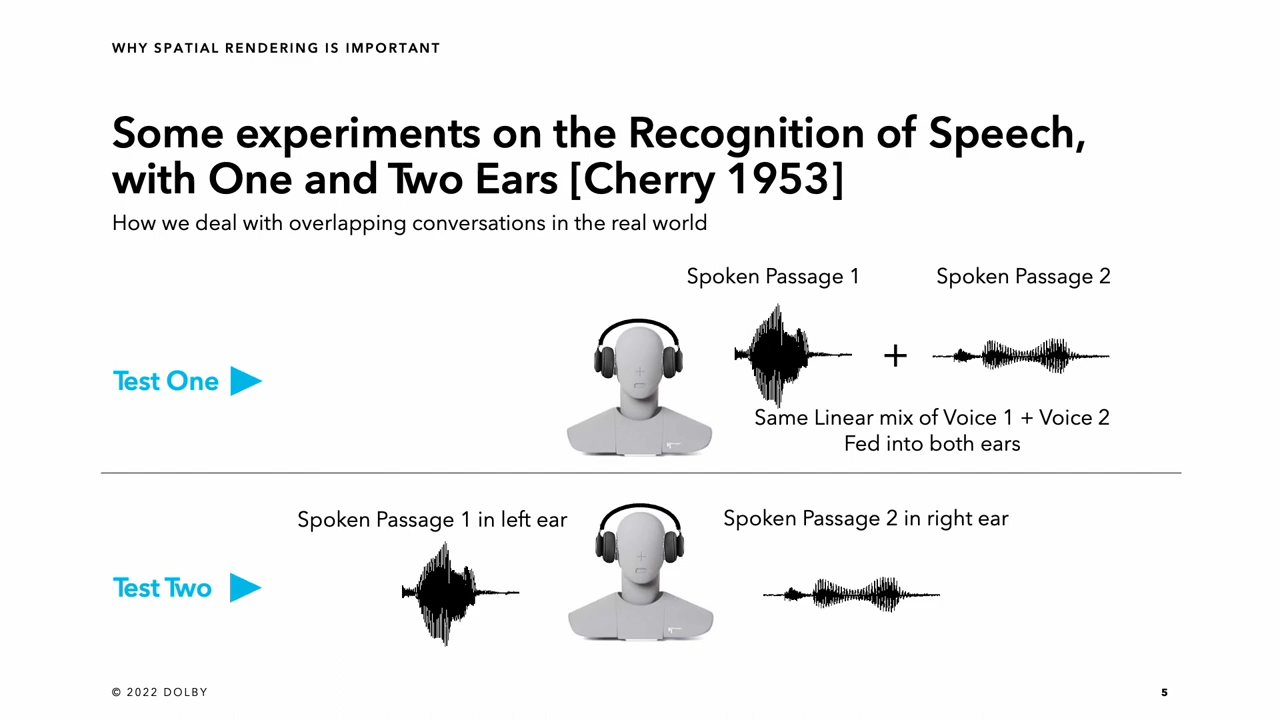 WHY SPATIAL RENDERING IS IMPORTANT
Some experiments on the Recognition of Speech,
with One and Two Ears [Cherry 1953]
How we deal with overlapping conversations in the real world
Spoken Passage 1
Spoken Passage 2
+
Test One
Same Linear mix of Voice 1 + Voice 2
Fed into both ears
Spoken Passage 1 in left ear
Spoken Passage 2 in right ear
Test Two
© 2022 DOLBY
5